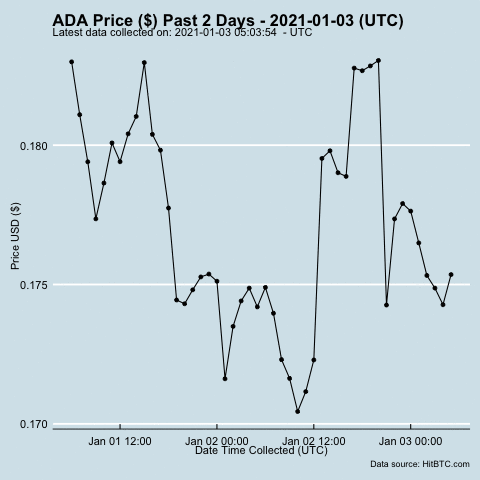 ADA Price ($) Past 2 Days - 2021-01-03 (UTC)
Latest data collected on: 2021-01-03 05:03:54  - UTC
Price USD ($)
0.180
0.175
0.170
Jan 01 12:00 Jan 02 00:00 Jan 02 12:00 Jan 03 00:00
Date Time Collected (UTC)
Data source: HitBTC.com